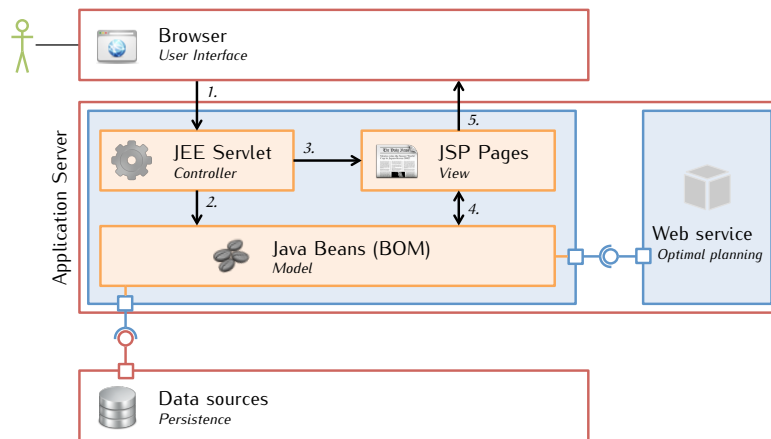 Browser
User Interface
1.
5.
Application Server
JEE Servlet
Controller
3.
JSP Pages
View
2.
4.
Java Beans (BOM)
Model
Web service
Optimal planning
Data sources
Persistence